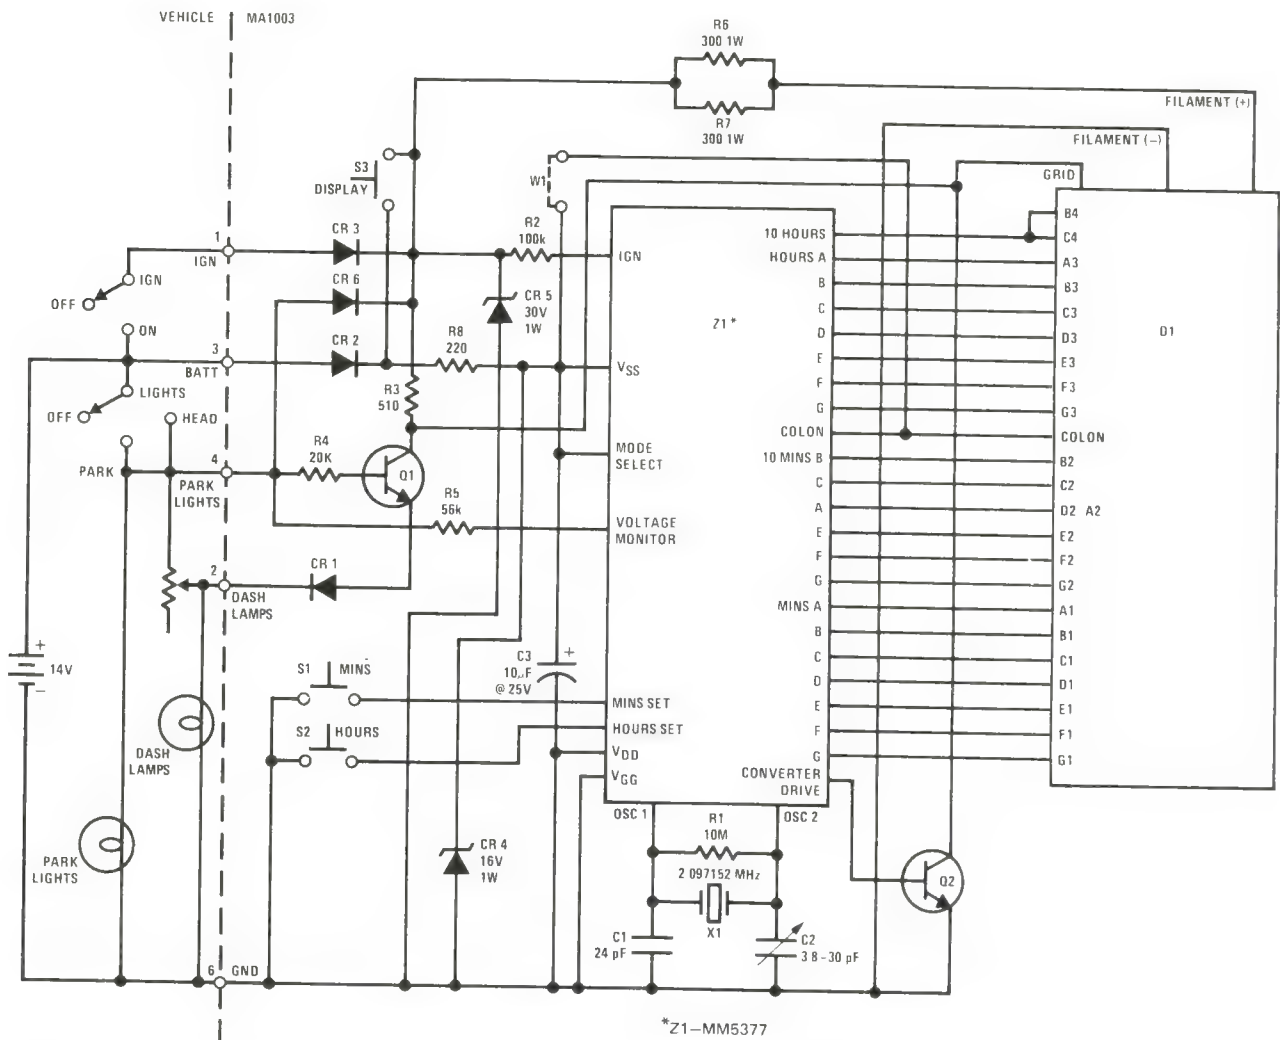 VEHICLE
MA1003
R6
300 1W
R7
300 1W
FILAMENT (+)
FILAMENT (−)
GRID
S3
DISPLAY
W1
R2
100k
1
IGN
CR 3
IGN
OFF
ON
CR 6
CR 5
30V
1W
3
BATT
CR 2
R8
220
R3
510
LIGHTS
OFF
HEAD
PARK
4
PARK
LIGHTS
R4
20K
Q1
R5
56k
2
DASH
LAMPS
CR 1
+
14V
−
DASH
LAMPS
PARK
LIGHTS
S1
MINS
S2
HOURS
C3
+
10µF
@ 25V
CR 4
16V
1W
6
GND
Z1*
IGN
VSS
MODE
SELECT
VOLTAGE
MONITOR
MINS SET
HOURS SET
VDD
VGG
OSC 1
OSC 2
10 HOURS
HOURS A
B
C
D
E
F
G
COLON
10 MINS B
C
A
E
F
G
MINS A
B
C
D
E
F
G
CONVERTER
DRIVE
D1
B4
C4
A3
B3
C3
D3
E3
F3
G3
COLON
B2
C2
D2 A2
E2
F2
G2
A1
B1
C1
D1
E1
F1
G1
R1
10M
2 097152 MHz
X1
C1
24 pF
C2
3 8–30 pF
Q2
*Z1–MM5377